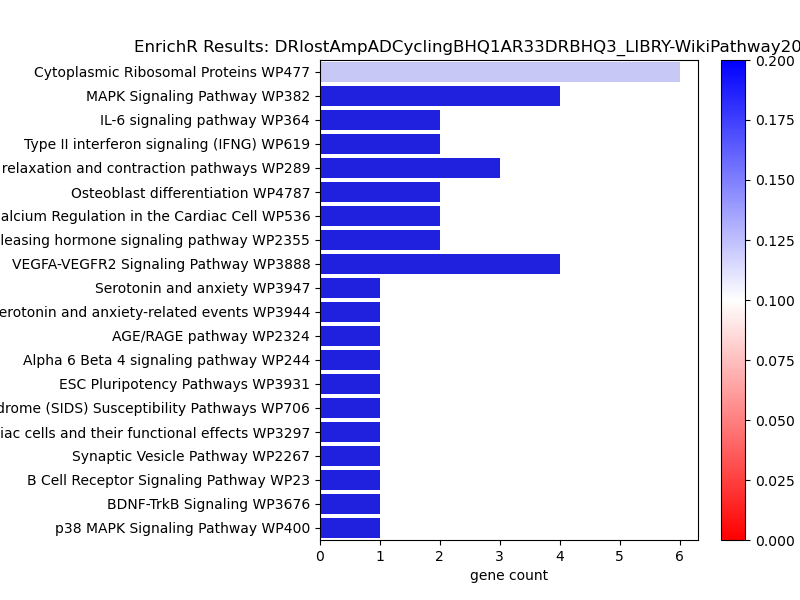 EnrichR Results: DRlostAmpADCyclingBHQ1AR33DRBHQ3_LIBRY-WikiPathway20
Cytoplasmic Ribosomal Proteins WP477
MAPK Signaling Pathway WP382
IL-6 signaling pathway WP364
Type II interferon signaling (IFNG) WP619
relaxation and contraction pathways WP289
Osteoblast differentiation WP4787
alcium Regulation in the Cardiac Cell WP536
leasing hormone signaling pathway WP2355
VEGFA-VEGFR2 Signaling Pathway WP3888
Serotonin and anxiety WP3947
erotonin and anxiety-related events WP3944
AGE/RAGE pathway WP2324
Alpha 6 Beta 4 signaling pathway WP244
ESC Pluripotency Pathways WP3931
drome (SIDS) Susceptibility Pathways WP706
iac cells and their functional effects WP3297
Synaptic Vesicle Pathway WP2267
B Cell Receptor Signaling Pathway WP23
BDNF-TrkB Signaling WP3676
p38 MAPK Signaling Pathway WP400
0 1 2 3 4 5 6
gene count
0.200
0.175
0.150
0.125
0.100
0.075
0.050
0.025
0.000